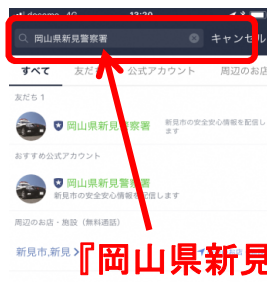 docomo 4G 13:20
岡山県新見警察署 キャンセル
すべて 友だち 公式アカウント 周辺のお店
友だち 1
岡山県新見警察署 新見市の安全安心情報を配信し
ます
おすすめ公式アカウント
岡山県新見警察署
新見市の安全安心情報を配信します
周辺のお店・施設（無料通話）
新見市,新見
『岡山県新見